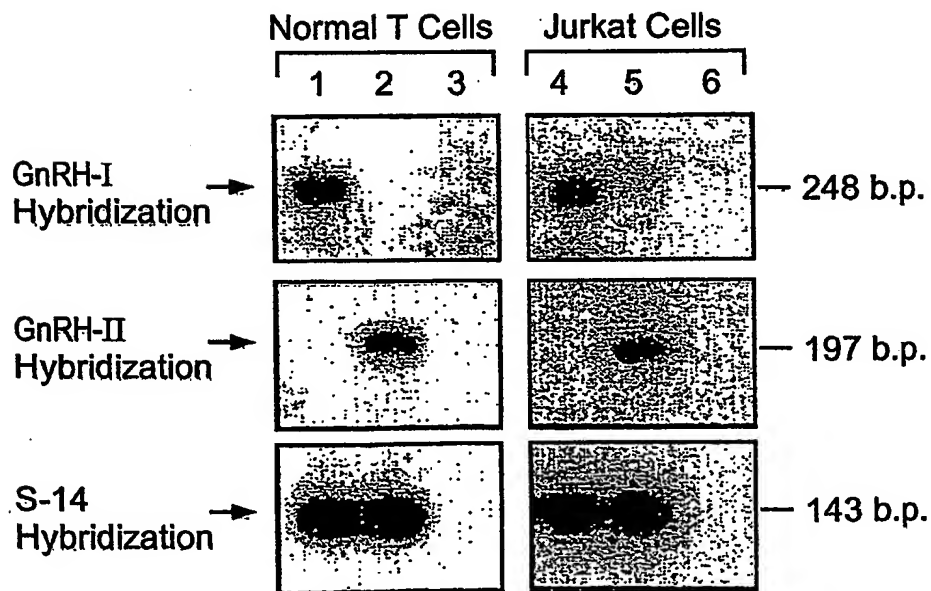 Normal T Cells Jurkat Cells
1 2 3 4 5 6
GnRH-I
Hybridization
248 b.p.
GnRH-II
Hybridization
197 b.p.
S-14
Hybridization
143 b.p.